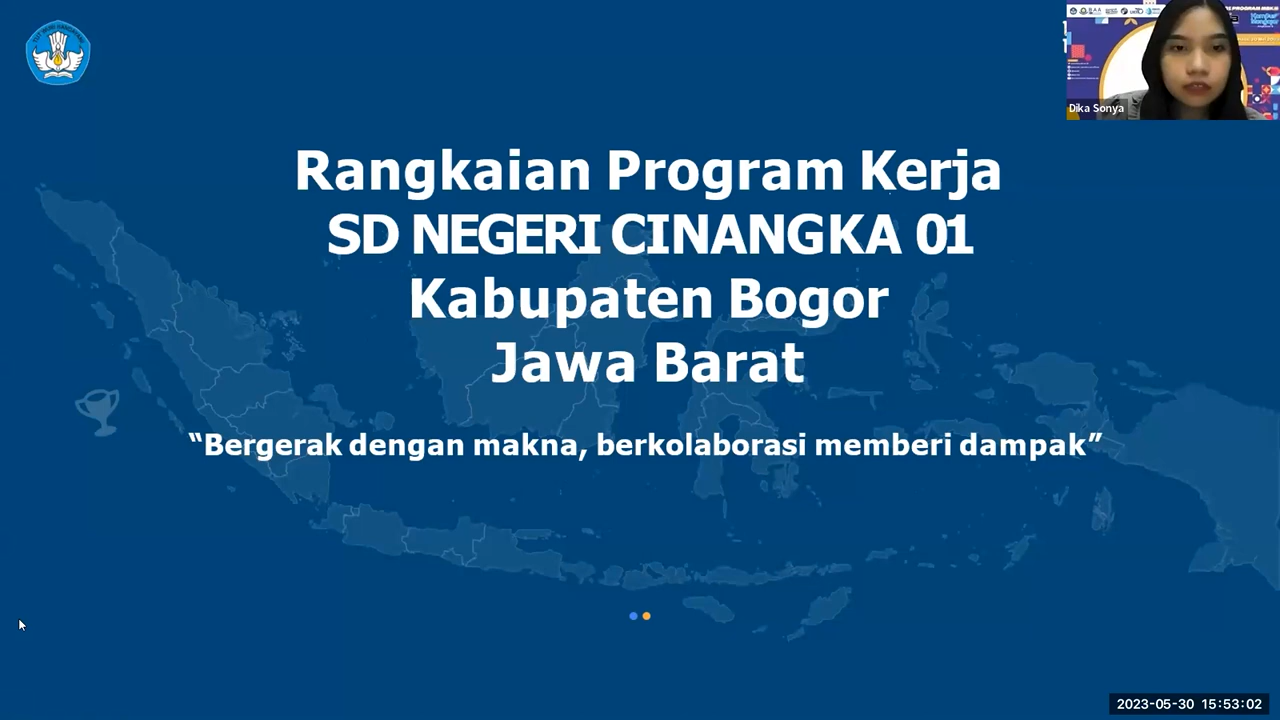 Rangkaian Program Kerja
SD NEGERI CINANGKA 01
Kabupaten Bogor
Jawa Barat
“Bergerak dengan makna, berkolaborasi memberi dampak”
Dika Sonya
2023-05-30 15:53:02